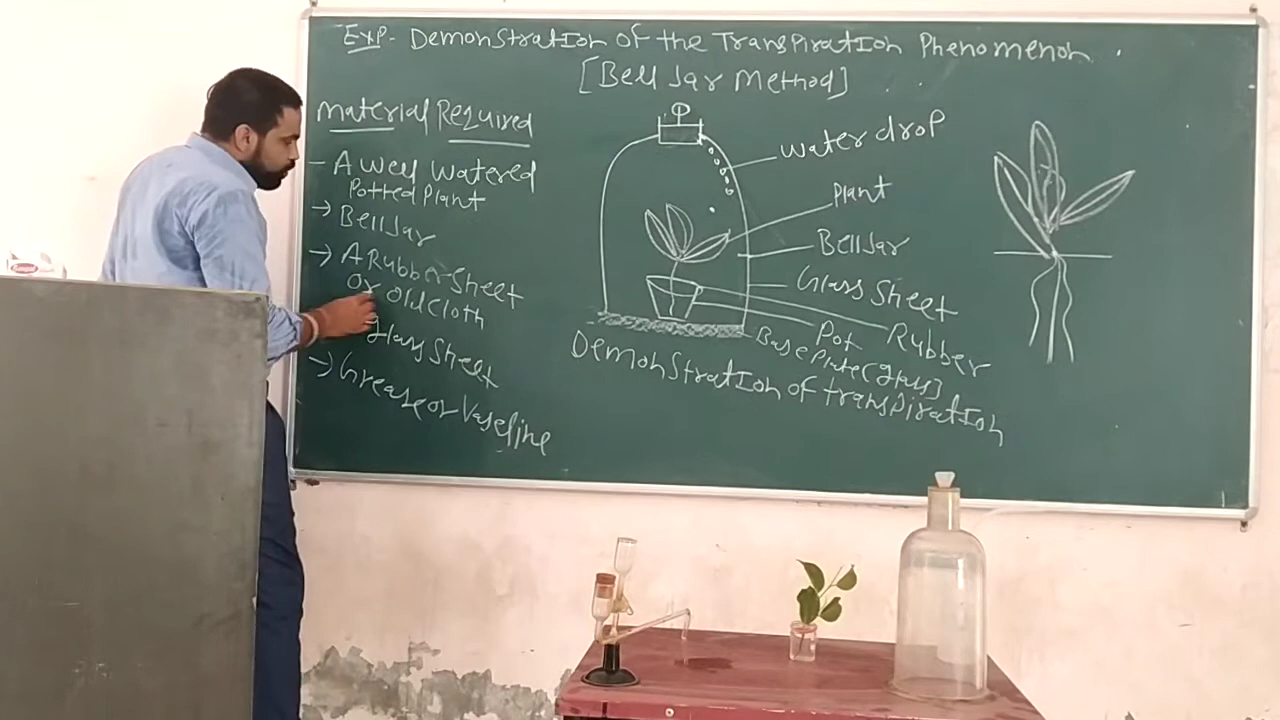 Exp- Demonstration of the Transpiration Phenomenon
[Bell Jar Method]
Material Required
- A well watered
Potted Plant
→ Bell Jar
→ A Rubber Sheet
or old cloth
glass sheet
→ Grease or Vaseline
water drop
Plant
Bell Jar
Glass Sheet
Rubber
Pot
Base Plate (glass)
Demonstration of transpiration